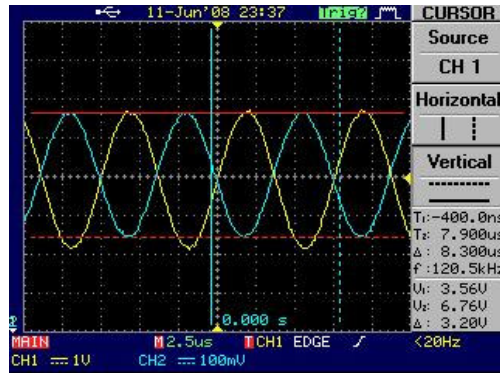 11-Jun'08 23:37 Trig?
CURSOR
Source
CH 1
Horizontal
Vertical
T1:-400.0ns
T2: 7.900us
Δ: 8.300us
f:120.5kHz
V1: 3.56V
V2: 6.76V
Δ: 3.20V
0.000 s
MAIN M 2.5us T CH1 EDGE <20Hz
CH1 1V CH2 100mV